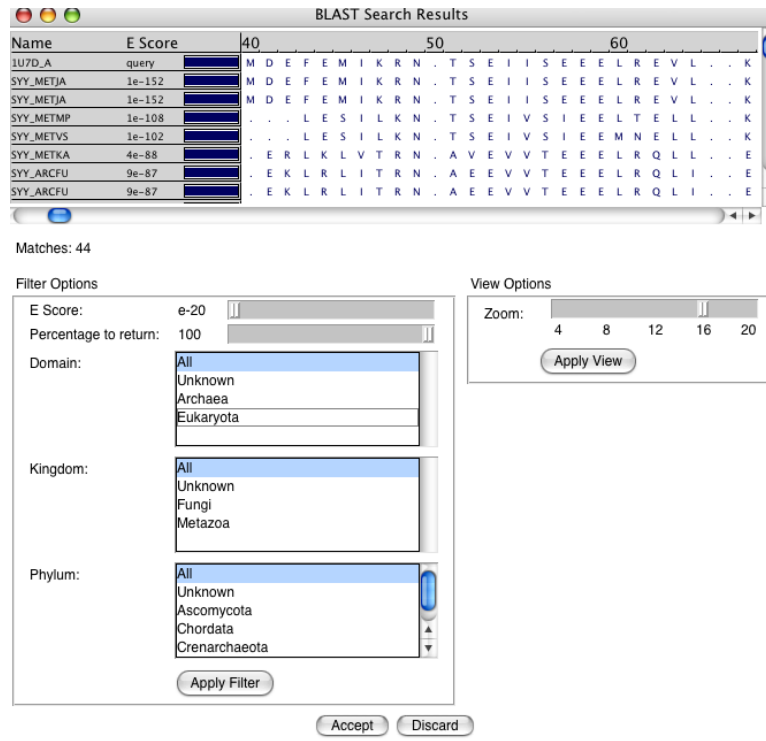 BLAST Search Results
Name E Score 40 50 60
1U7D_A query M D E F E M I K R N . T S E I I S E E E L R E V L . . K
SYY_METJA 1e-152 M D E F E M I K R N . T S E I I S E E E L R E V L . . K
SYY_METJA 1e-152 M D E F E M I K R N . T S E I I S E E E L R E V L . . K
SYY_METMP 1e-108 . . . L E S I L K N . T S E I V S I E E L T E L L . . K
SYY_METVS 1e-102 . . . L E S I L K N . T S E I V S I E E M N E L L . . K
SYY_METKA 4e-88 . E R L K L V T R N . A V E V V T E E E L R Q L L . . E
SYY_ARCFU 9e-87 . E K L R L I T R N . A E E V V T E E E L R Q L I . . E
SYY_ARCFU 9e-87 . E K L R L I T R N . A E E V V T E E E L R Q L I . . E
Matches: 44
Filter Options
E Score: e-20
Percentage to return: 100
Domain:
All
Unknown
Archaea
Eukaryota
Kingdom:
All
Unknown
Fungi
Metazoa
Phylum:
All
Unknown
Ascomycota
Chordata
Crenarchaeota
Apply Filter
View Options
Zoom:
4 8 12 16 20
Apply View
Accept Discard